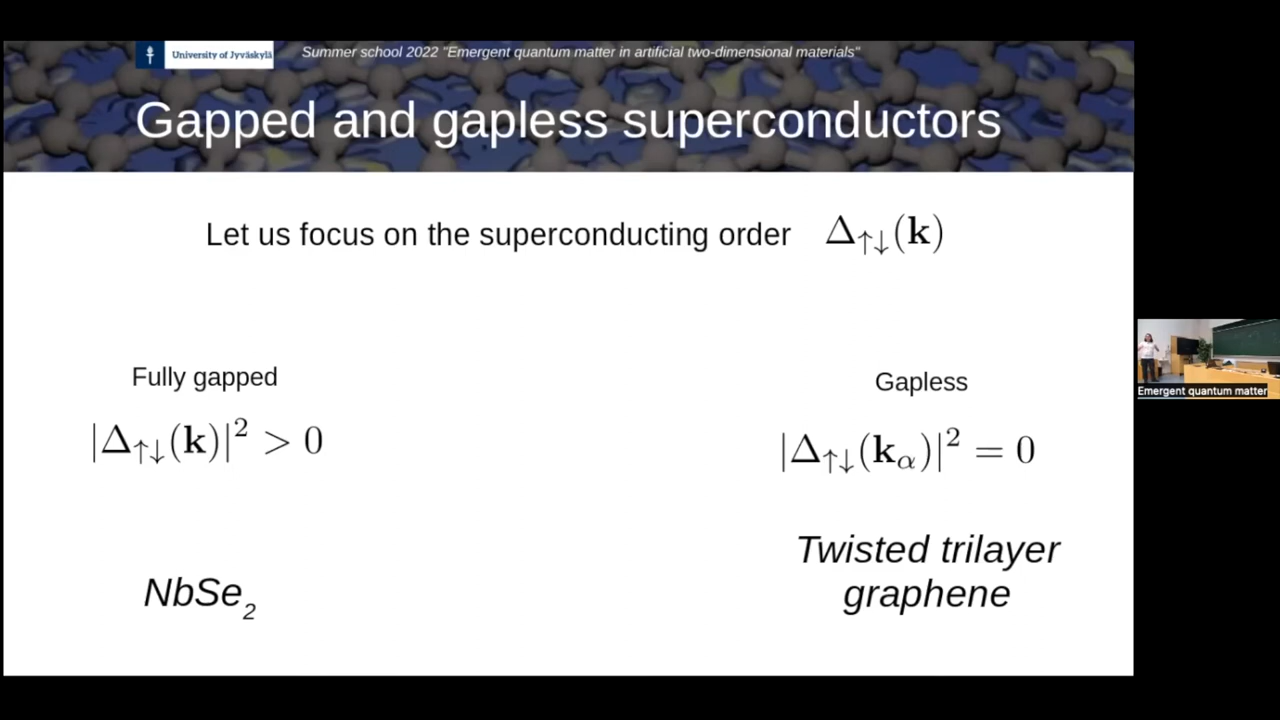 University of Jyväskylä
Summer school 2022 "Emergent quantum matter in artificial two-dimensional materials"
Gapped and gapless superconductors
Let us focus on the superconducting order Δ↑↓(𝐤)
Fully gapped
Gapless
|Δ↑↓(𝐤)|² > 0
|Δ↑↓(𝐤α)|² = 0
Twisted trilayer
graphene
NbSe₂
Emergent quantum matter